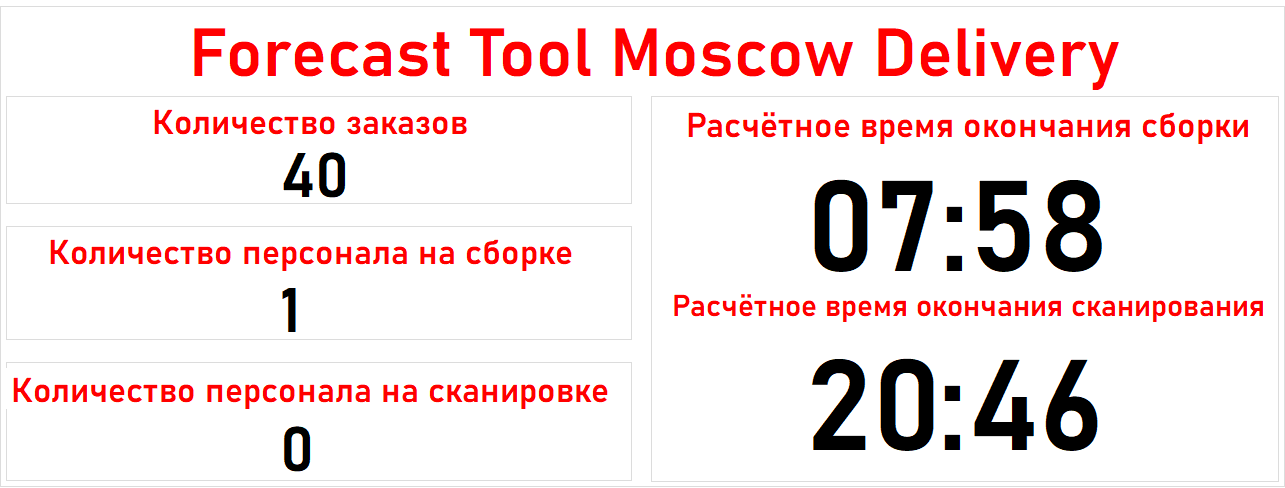 Forecast Tool Moscow Delivery
Количество заказов
40
Количество персонала на сборке
1
Количество персонала на сканировке
0
Расчётное время окончания сборки
07:58
Расчётное время окончания сканирования
20:46